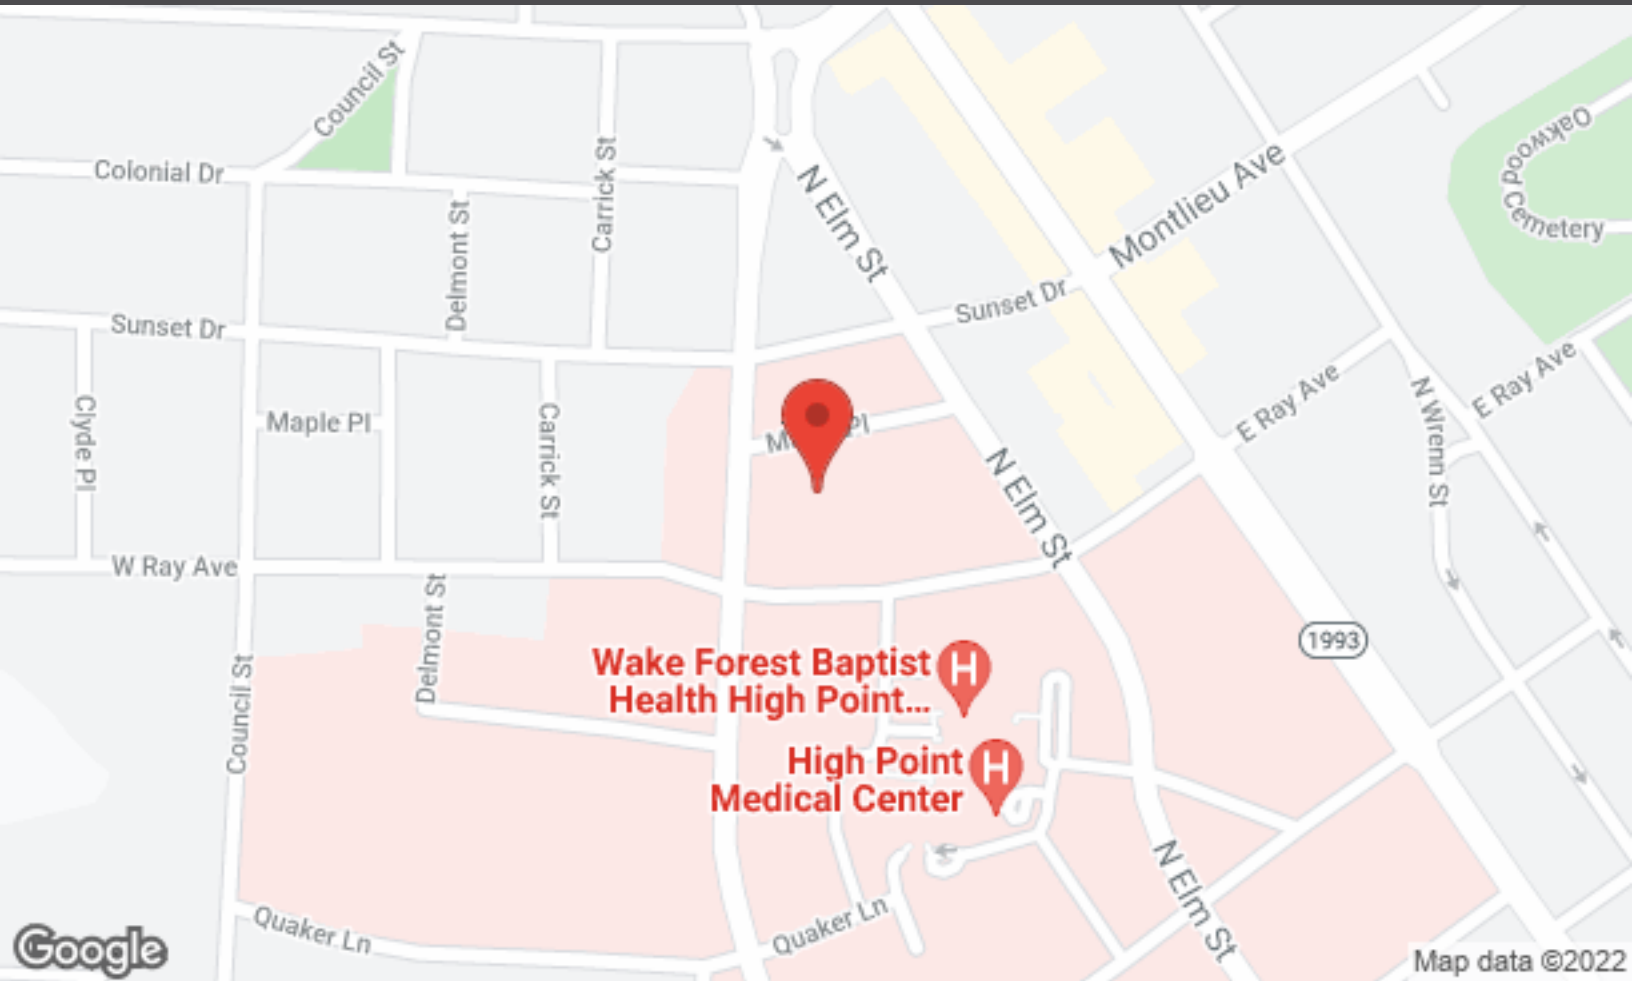 Council St
Colonial Dr
Carrick St
Delmont St
N Elm St
Montlieu Ave
Oakwood
Cemetery
Sunset Dr
Sunset Dr
Clyde Pl
Maple Pl
Carrick St
Pl
E Ray Ave
E Ray Ave
N Wrenn St
N Elm St
W Ray Ave
Delmont St
Council St
1993
Wake Forest Baptist
Health High Point...
H
High Point
Medical Center
H
N Elm St
Quaker Ln
Quaker Ln
Google
Map data ©2022